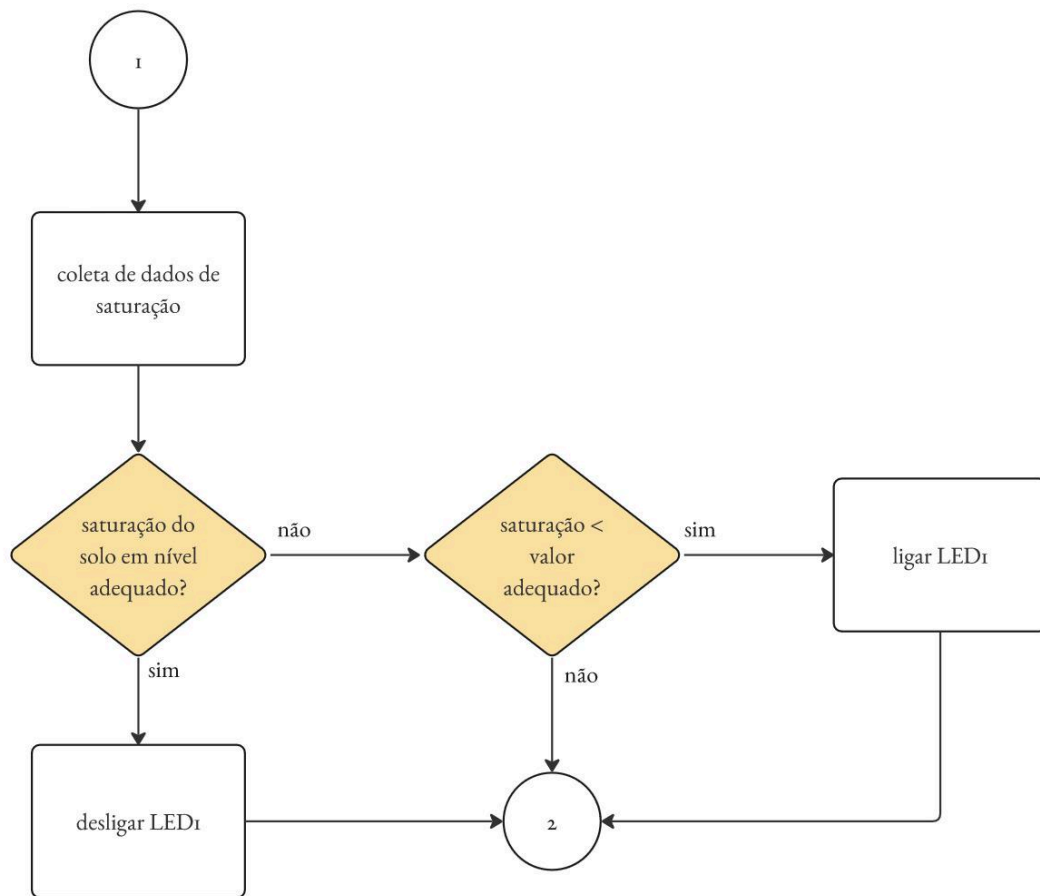 1
coleta de dados de
saturação
saturação do
solo em nível
adequado?
não
saturação <
valor
adequado?
sim
ligar LED1
sim
não
desligar LED1
2